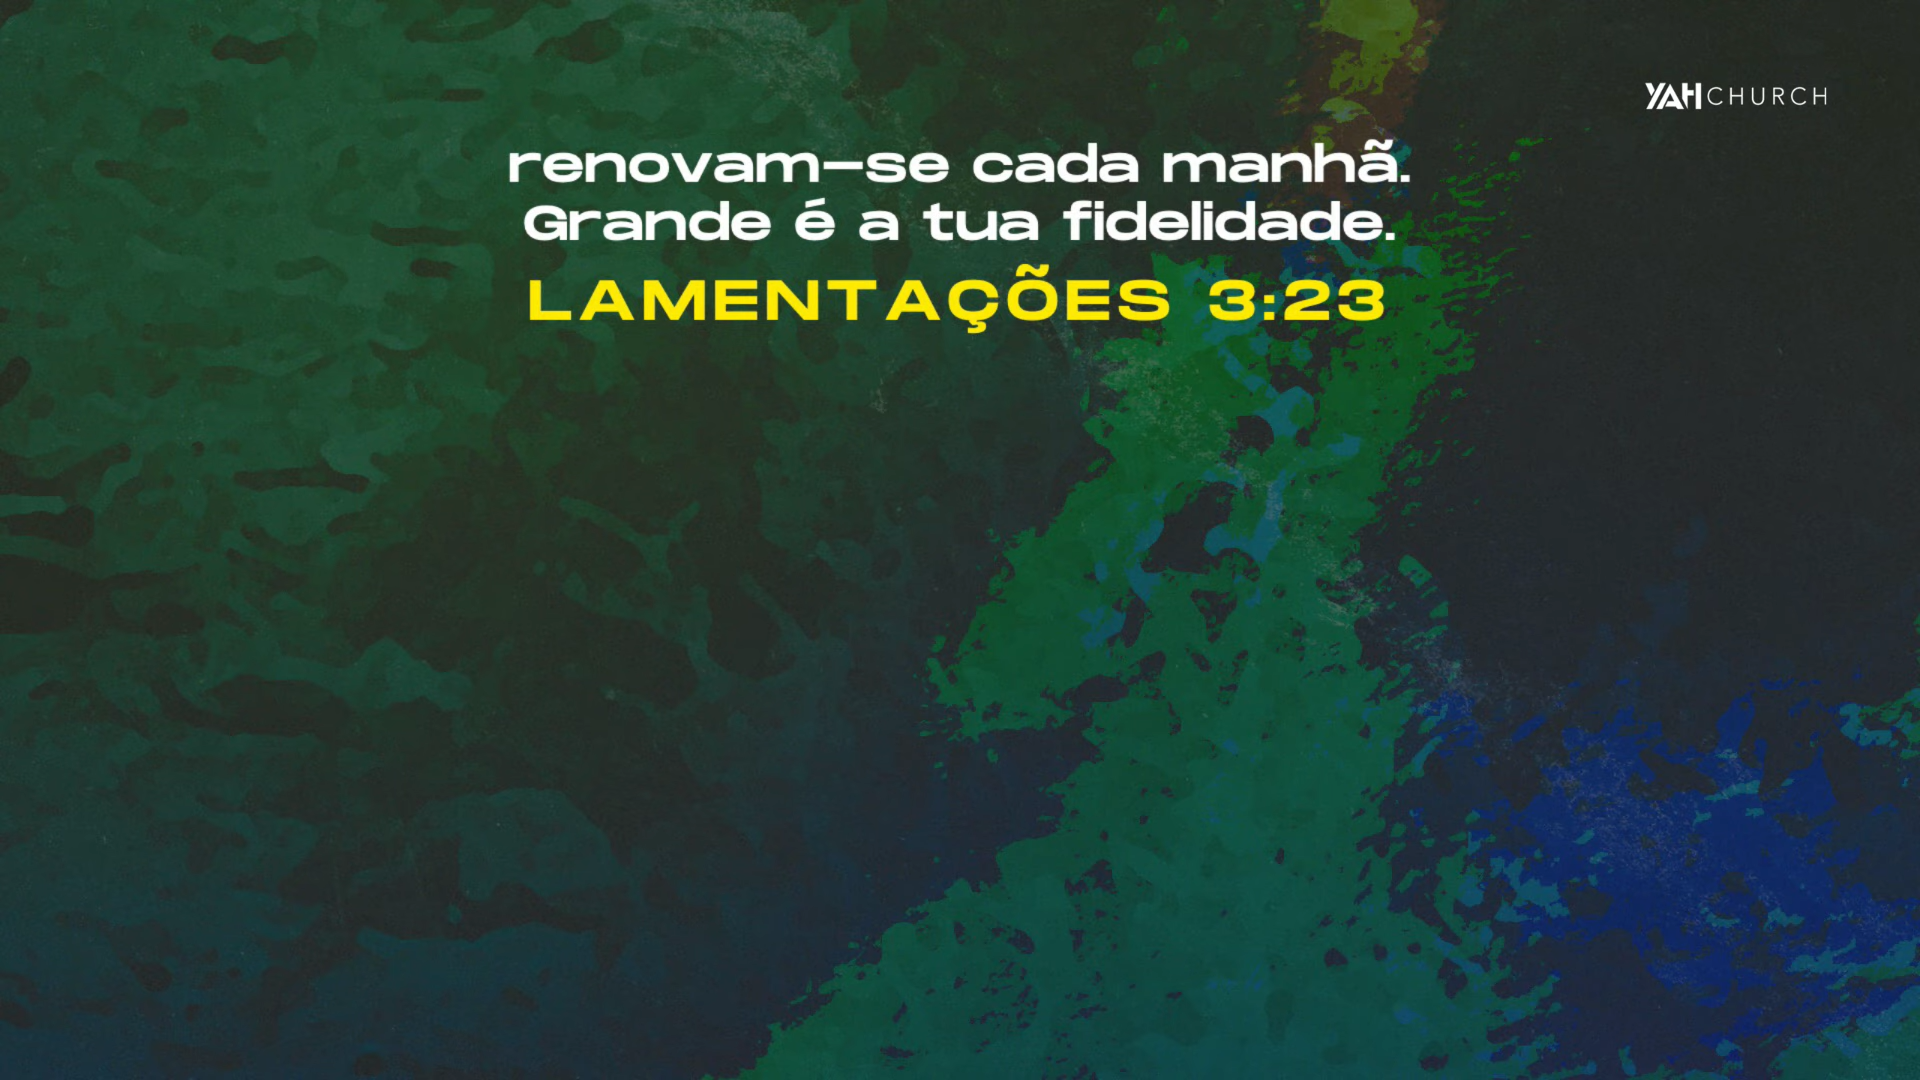 YAHCHURCH
renovam-se cada manhã.
Grande é a tua fidelidade.
LAMENTAÇÕES 3:23